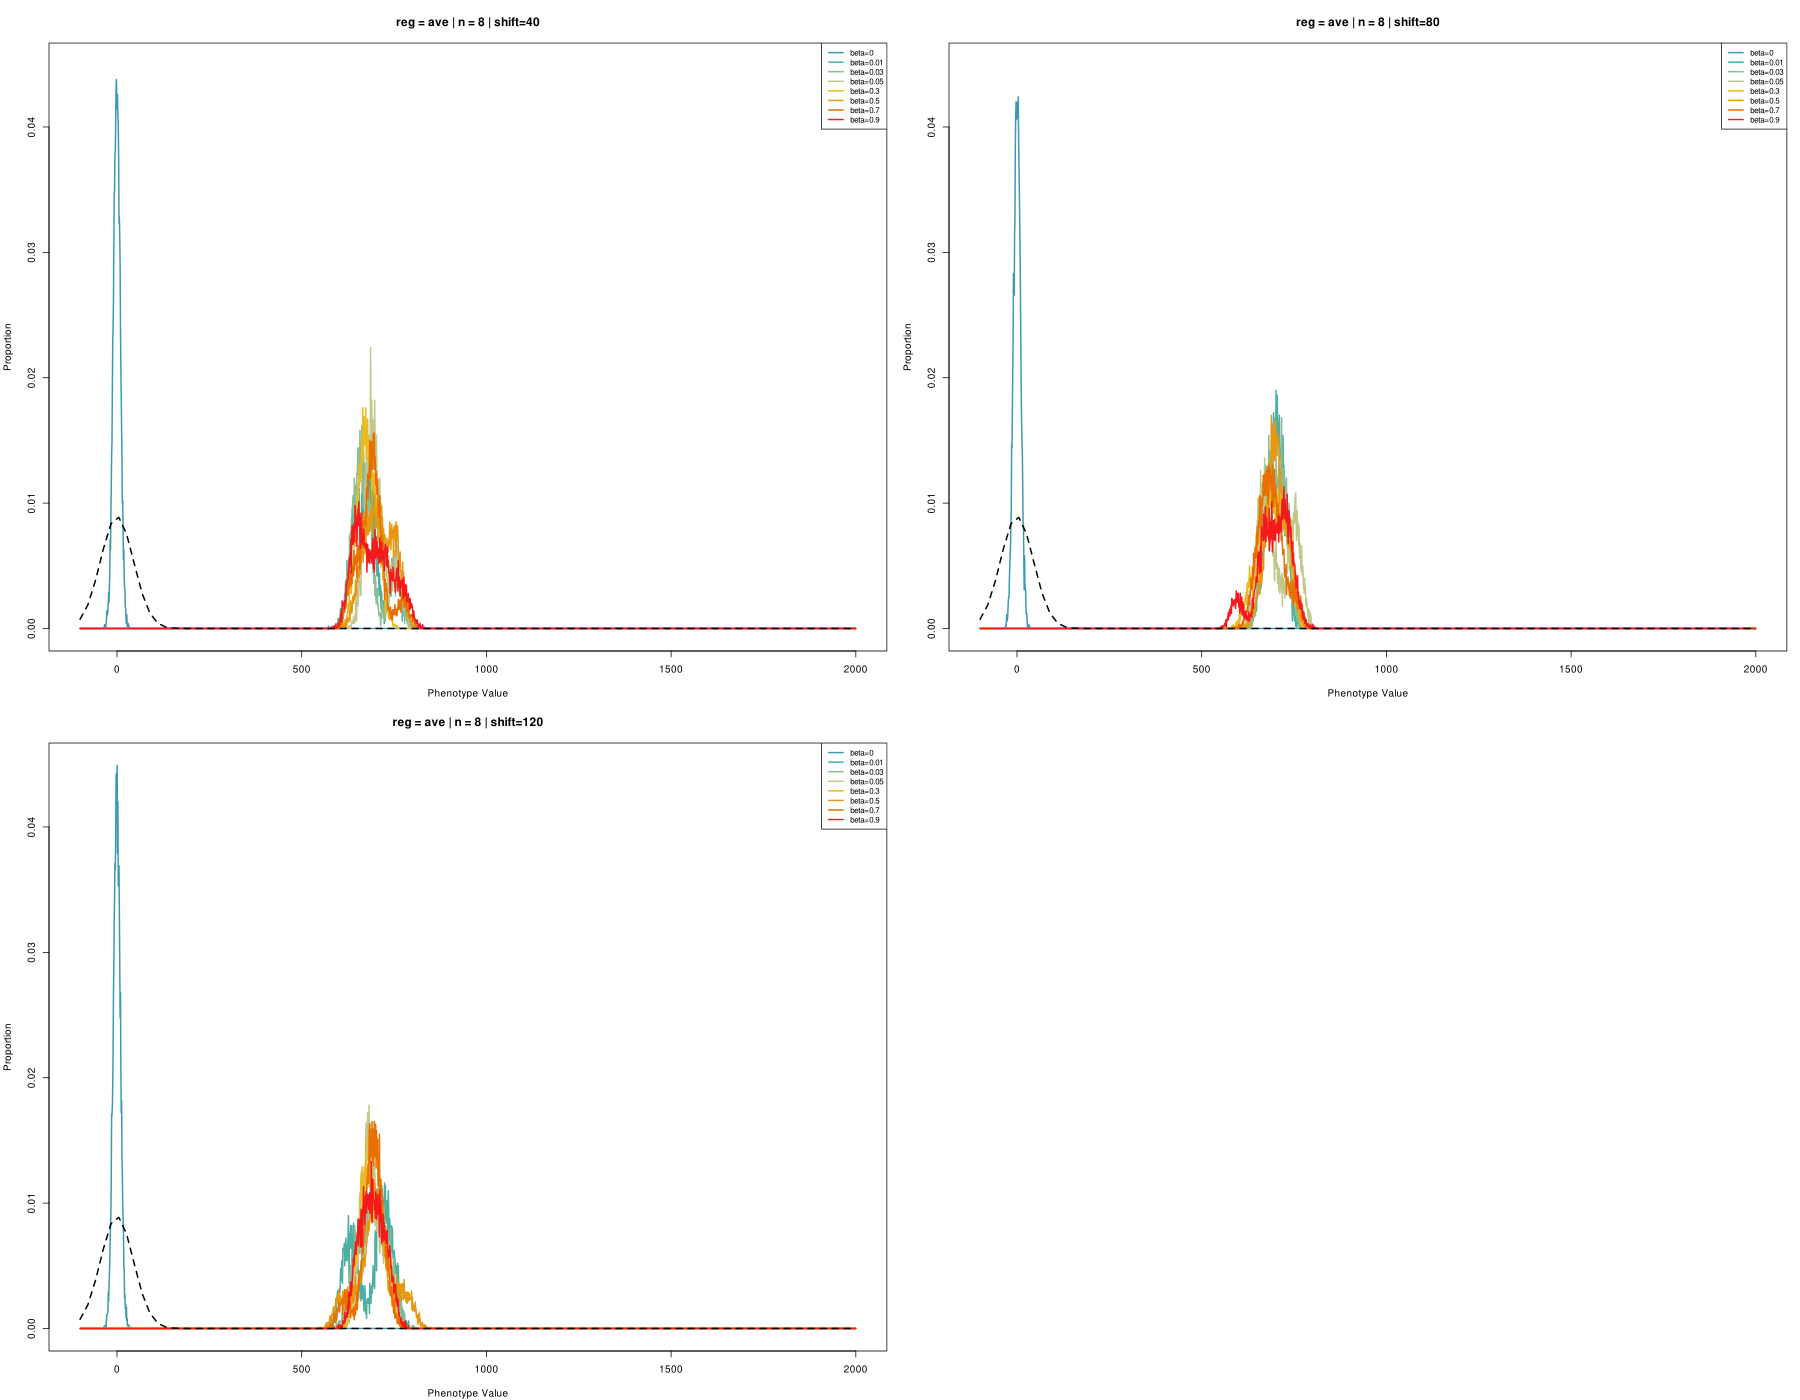 reg = ave | n = 8 | shift=40
beta=0
beta=0.01
beta=0.03
beta=0.05
beta=0.3
beta=0.5
beta=0.7
beta=0.9
Proportion
0.04
0.03
0.02
0.01
0.00
0 500 1000 1500 2000
Phenotype Value
reg = ave | n = 8 | shift=80
beta=0
beta=0.01
beta=0.03
beta=0.05
beta=0.3
beta=0.5
beta=0.7
beta=0.9
Proportion
0.04
0.03
0.02
0.01
0.00
0 500 1000 1500 2000
Phenotype Value
reg = ave | n = 8 | shift=120
beta=0
beta=0.01
beta=0.03
beta=0.05
beta=0.3
beta=0.5
beta=0.7
beta=0.9
Proportion
0.04
0.03
0.02
0.01
0.00
0 500 1000 1500 2000
Phenotype Value